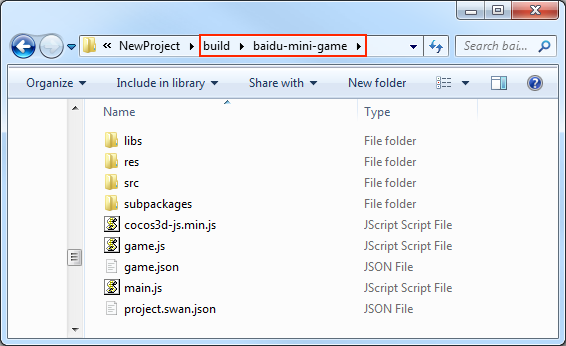 « NewProject build baidu-mini-game Search bai...
Organize Include in library Share with New folder
Name Type
libs File folder
res File folder
src File folder
subpackages File folder
cocos3d-js.min.js JScript Script File
game.js JScript Script File
game.json JSON File
main.js JScript Script File
project.swan.json JSON File